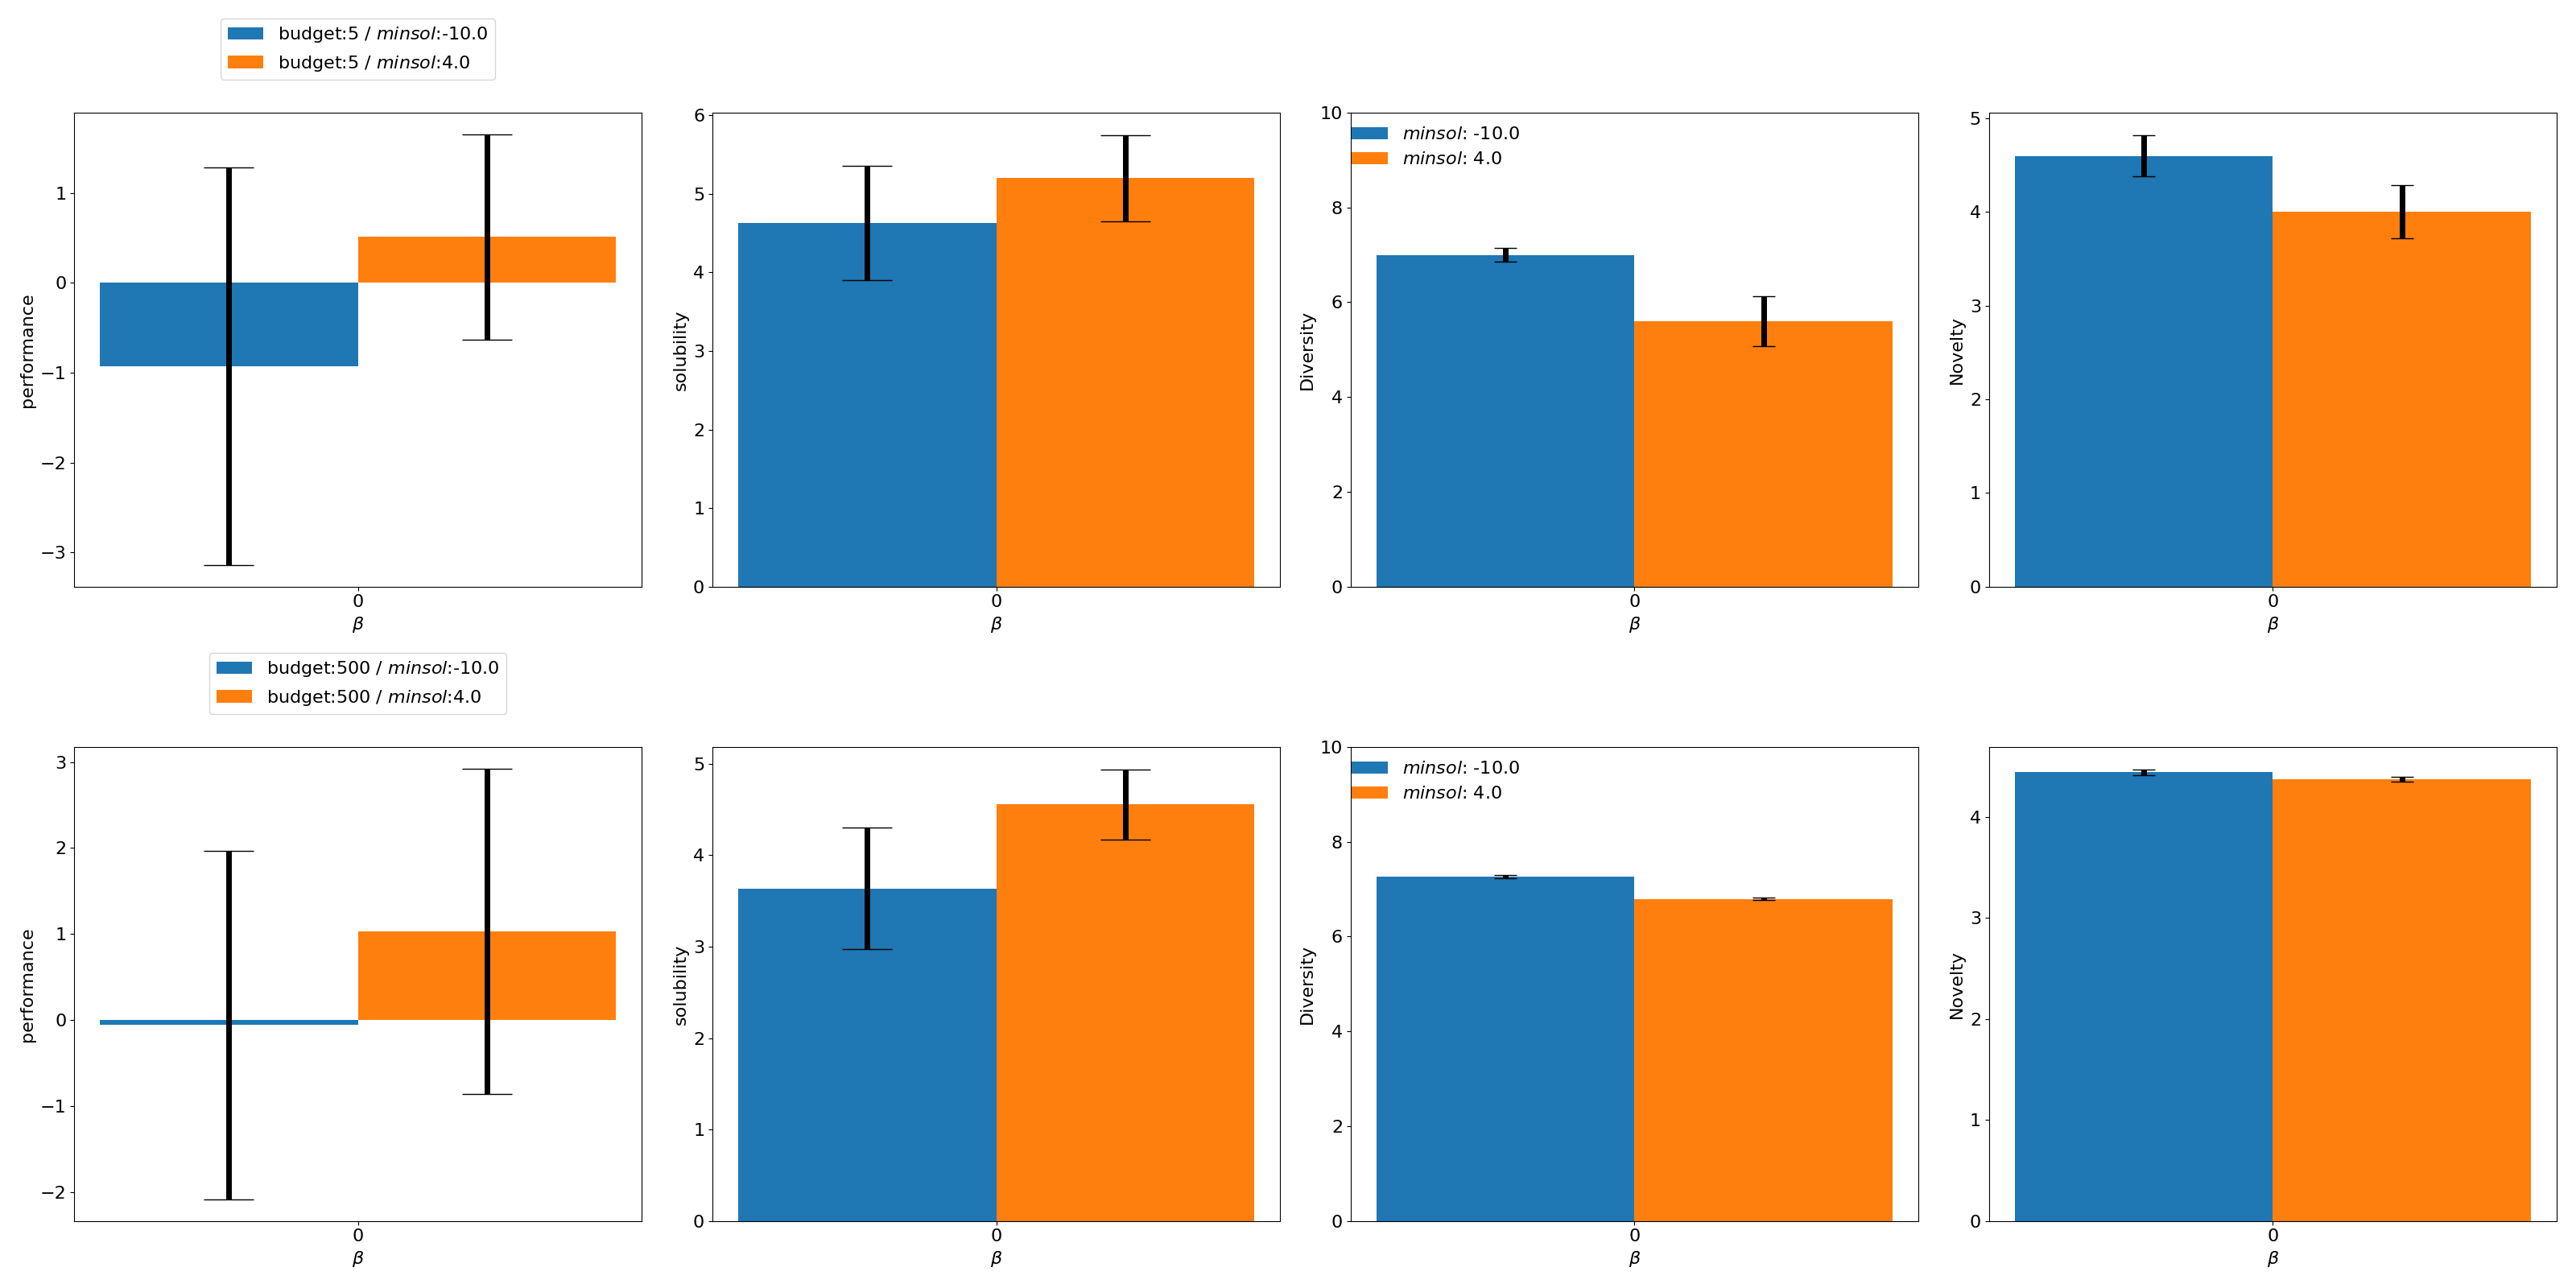 budget:5 / minsol:-10.0
budget:5 / minsol:4.0
performance
1
0
−1
−2
−3
0
β
solubility
6
5
4
3
2
1
0
0
β
Diversity
10
8
6
4
2
0
minsol: -10.0
minsol: 4.0
0
β
Novelty
5
4
3
2
1
0
0
β
budget:500 / minsol:-10.0
budget:500 / minsol:4.0
performance
3
2
1
0
−1
−2
0
β
solubility
5
4
3
2
1
0
0
β
Diversity
10
8
6
4
2
0
minsol: -10.0
minsol: 4.0
0
β
Novelty
4
3
2
1
0
0
β